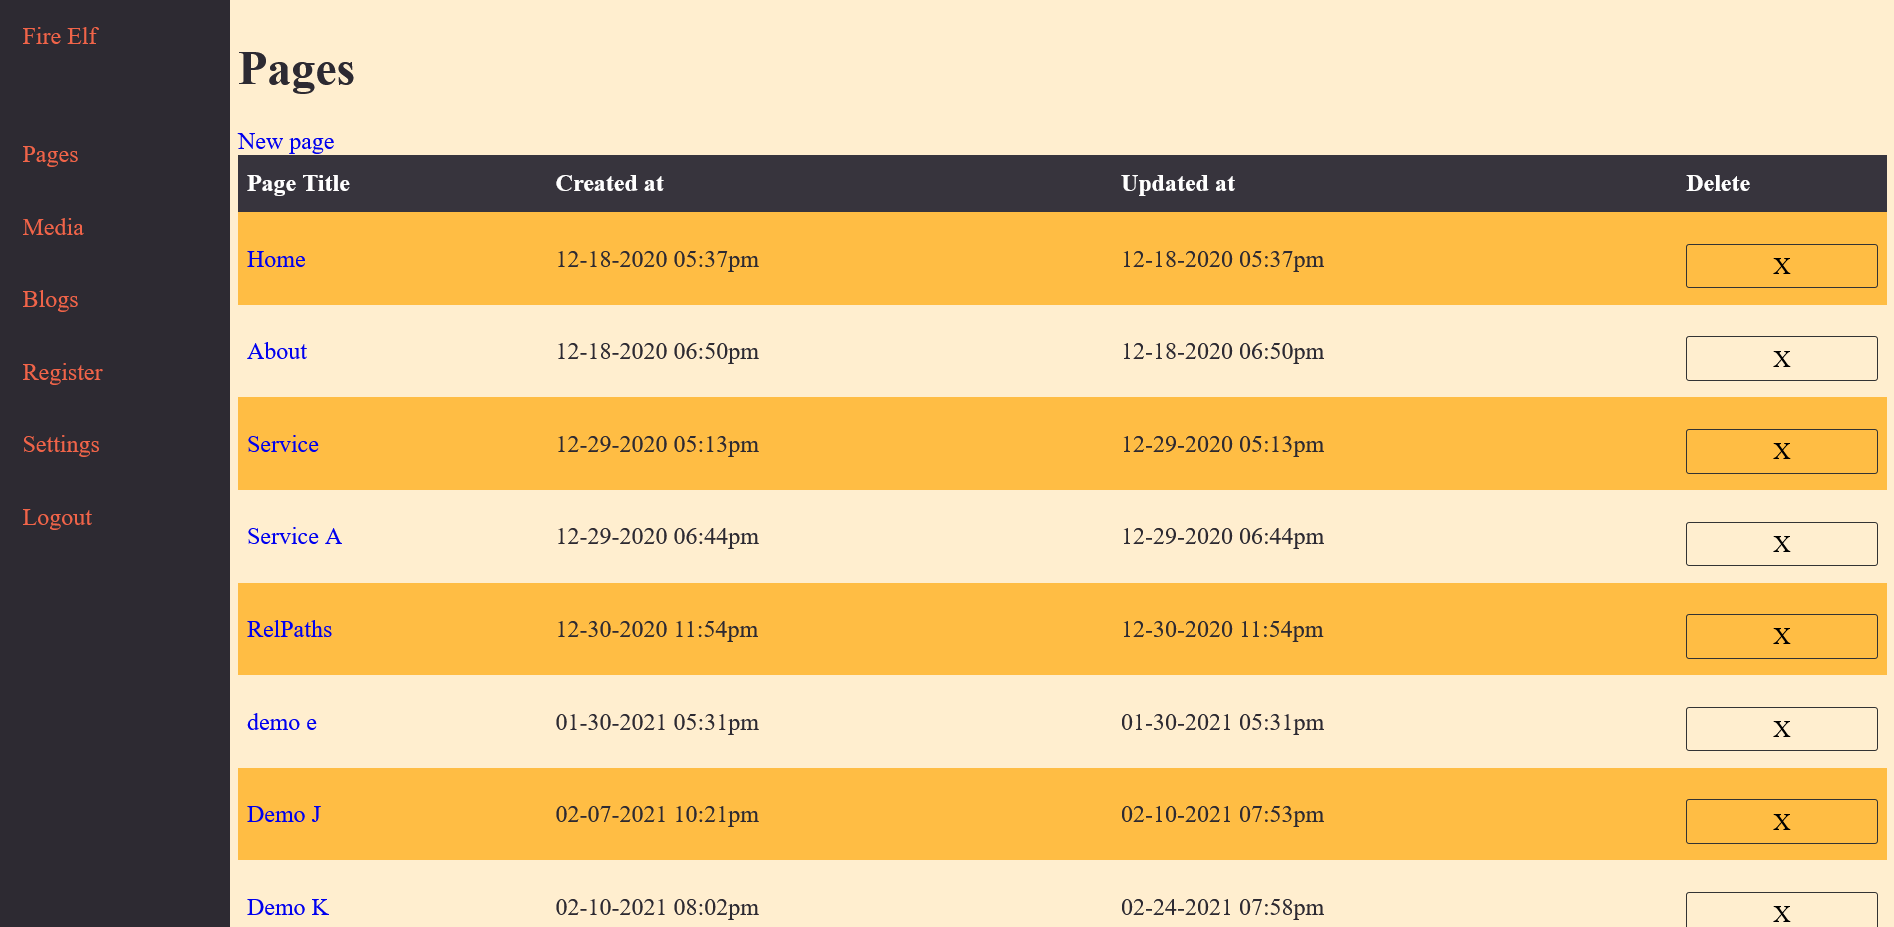 Fire Elf
Pages
Media
Blogs
Register
Settings
Logout
Pages
New page
Page Title Created at Updated at Delete
Home 12-18-2020 05:37pm 12-18-2020 05:37pm X
About 12-18-2020 06:50pm 12-18-2020 06:50pm X
Service 12-29-2020 05:13pm 12-29-2020 05:13pm X
Service A 12-29-2020 06:44pm 12-29-2020 06:44pm X
RelPaths 12-30-2020 11:54pm 12-30-2020 11:54pm X
demo e 01-30-2021 05:31pm 01-30-2021 05:31pm X
Demo J 02-07-2021 10:21pm 02-10-2021 07:53pm X
Demo K 02-10-2021 08:02pm 02-24-2021 07:58pm X